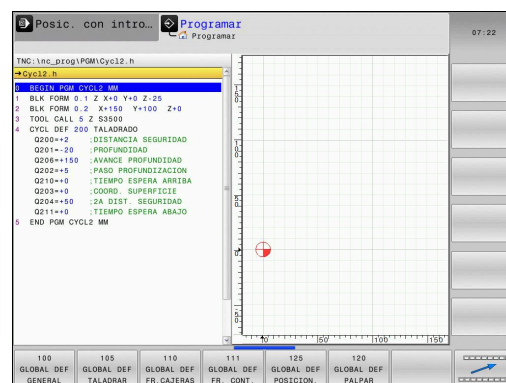 Posic. con intro...
Programar
Programar
07:22
TNC:\nc_prog\PGM\Cycl2.h
→Cycl2.h
0 BEGIN PGM CYCL2 MM
1 BLK FORM 0.1 Z X+0 Y+0 Z-25
2 BLK FORM 0.2 X+150 Y+100 Z+0
3 TOOL CALL 5 Z S3500
4 CYCL DEF 200 TALADRADO
Q200=+2 ;DISTANCIA SEGURIDAD
Q201=-20 ;PROFUNDIDAD
Q206=+150 ;AVANCE PROFUNDIDAD
Q202=+5 ;PASO PROFUNDIZACION
Q210=+0 ;TIEMPO ESPERA ARRIBA
Q203=+0 ;COORD. SUPERFICIE
Q204=+50 ;2A DIST. SEGURIDAD
Q211=+0 ;TIEMPO ESPERA ABAJO
5 END PGM CYCL2 MM
150
100
50
0
-50
0 50 100 150
100 GLOBAL DEF GENERAL
105 GLOBAL DEF TALADRAR
110 GLOBAL DEF FR.CAJERAS
111 GLOBAL DEF FR. CONT.
125 GLOBAL DEF POSICION.
120 GLOBAL DEF PALPAR